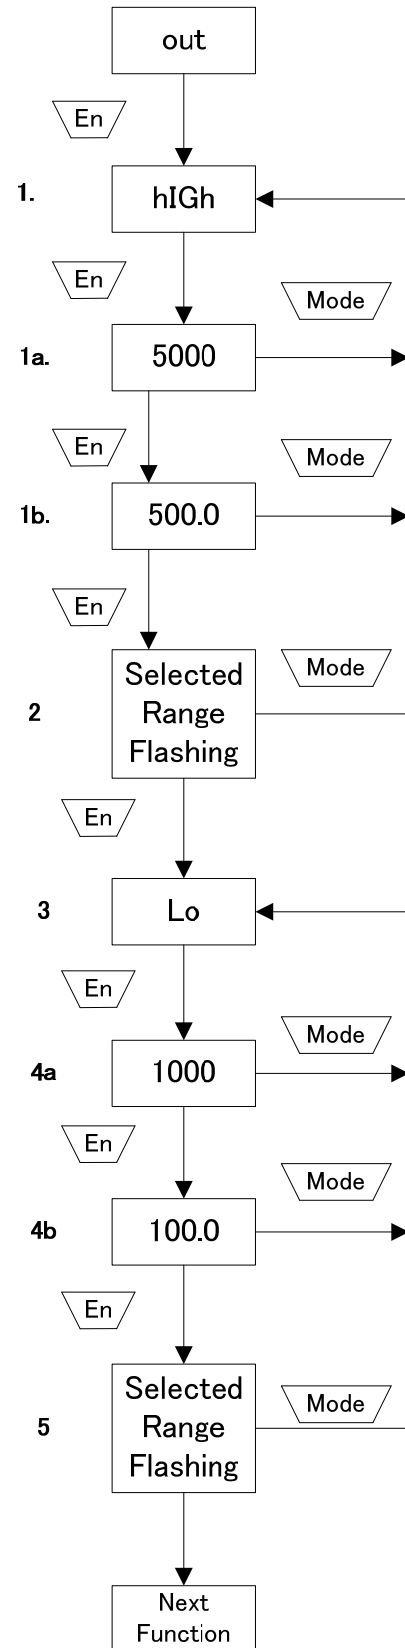 out
En
1.
hIGh
En
Mode
1a.
5000
En
Mode
1b.
500.0
En
Mode
2
Selected
Range
Flashing
En
3
Lo
En
Mode
4a
1000
En
Mode
4b
100.0
En
Mode
5
Selected
Range
Flashing
Next
Function